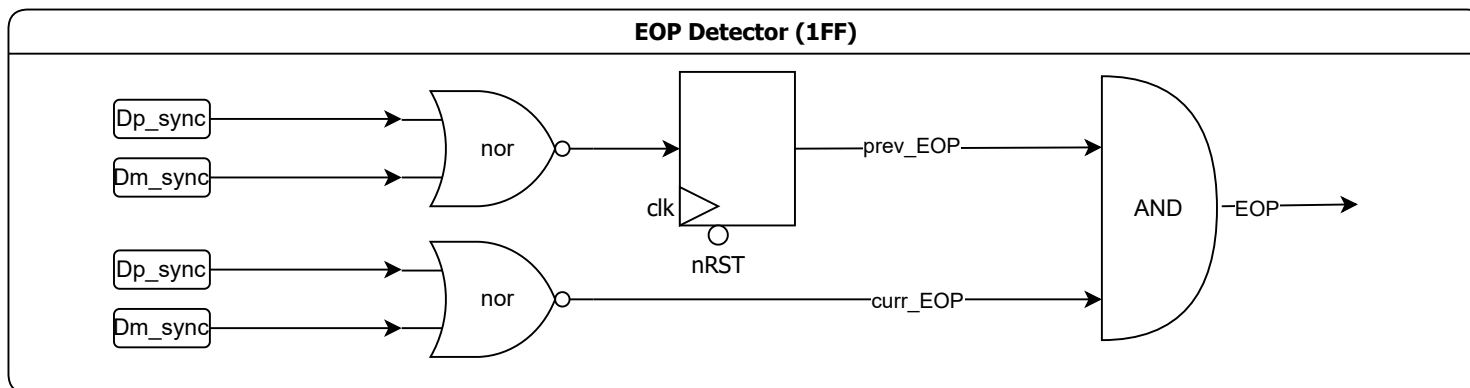 EOP Detector (1FF)
Dp_sync
Dm_sync
nor
clk
nRST
prev_EOP
Dp_sync
Dm_sync
nor
curr_EOP
AND
EOP